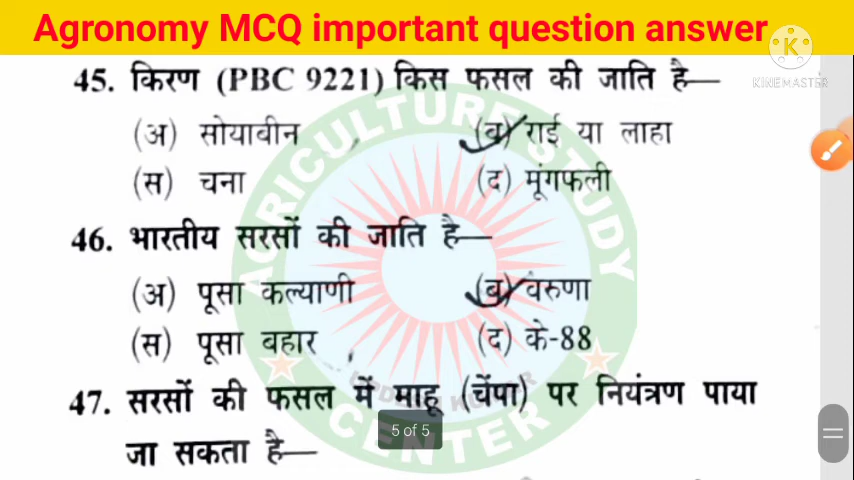 Agronomy MCQ important question answer
K
KINEMASTER
45. किरण (PBC 9221) किस फसल की जाति है—
(अ) सोयाबीन (ब) राई या लाहा
(स) चना (द) मूंगफली
46. भारतीय सरसों की जाति है—
(अ) पूसा कल्याणी (ब) वरुणा
(स) पूसा बहार (द) के-88
47. सरसों की फसल में माहू (चेंपा) पर नियंत्रण पाया
5 of 5
जा सकता है—
AGRICULTURE STUDY
CENTER